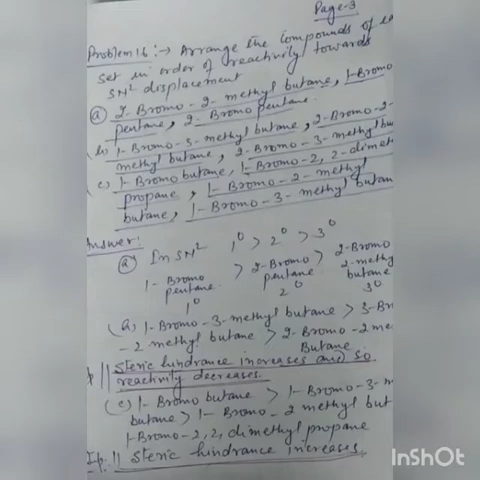 Page-3
Problem 16 :→ Arrange the compounds of
set in order of reactivity towards
SN² displacement
(a) 2-Bromo-2-methyl butane, 1-Bromo
pentane, 2-Bromo pentane.
(b) 1-Bromo-3-methyl butane, 2-Bromo-2-
methyl butane, 2-Bromo-3-methyl bu
(c) 1-Bromo butane, 1-Bromo-2, 2-dimet
propane, 1-Bromo-2-methyl
butane, 1-Bromo-3-methyl butan
Answer:
(a) In SN² 1° > 2° > 3°
1-Bromo > 2-Bromo > 2-Bromo
pentane pentane 2-methyl
1° 2° butane
3°
(b) 1-Bromo-3-methyl butane > 3-Br
-2 methyl butane > 2-Bromo-2 me
Butane
Steric hindrance increases and so
reactivity decreases.
(c) 1-Bromo butane > 1-Bromo-3-m
butane > 1-Bromo-2 methyl but
1-Bromo-2,2, dimethyl propane
Imp. !! Steric hindrance increases.
InShOt